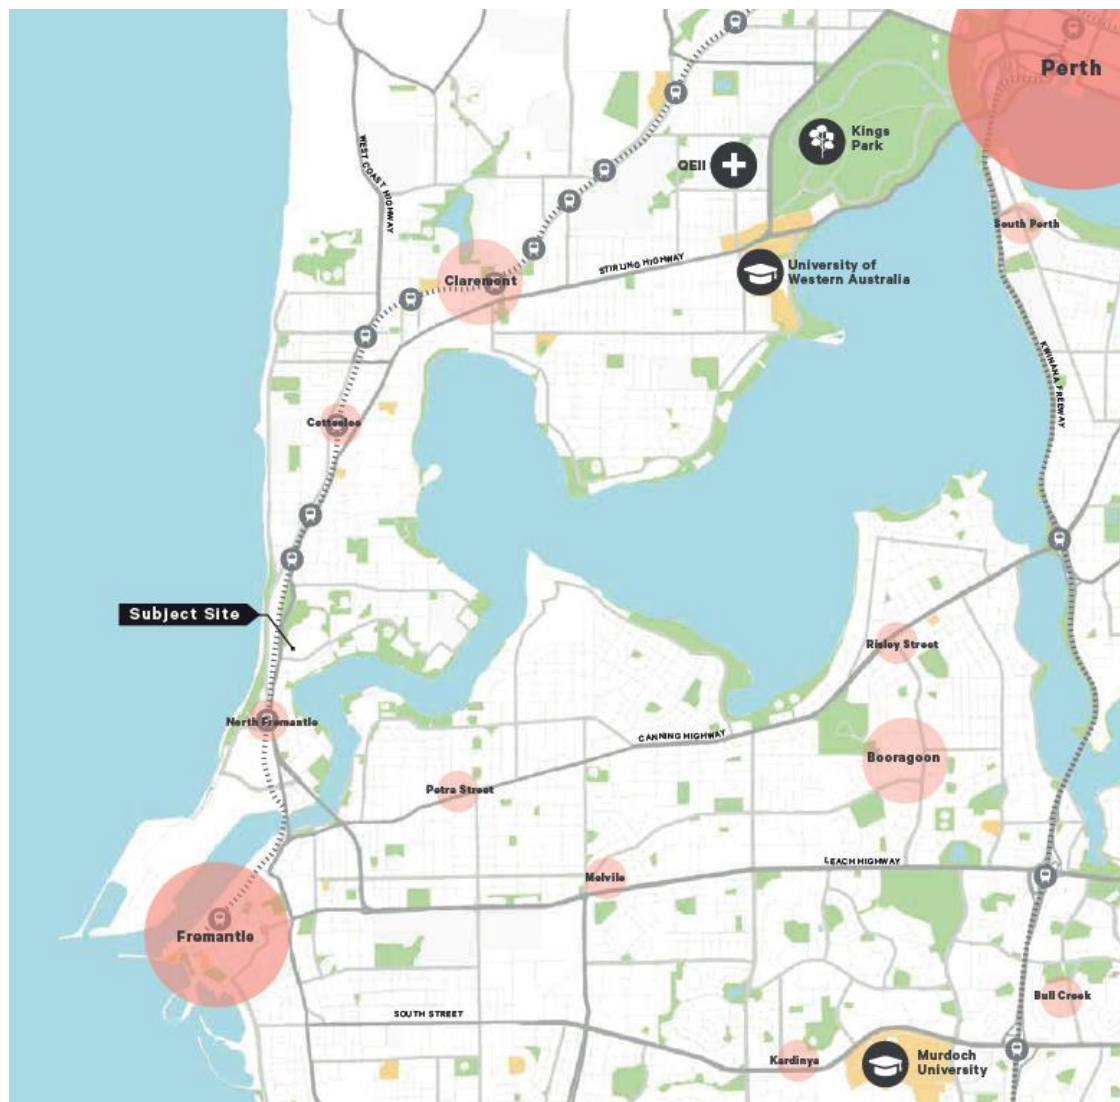 Perth
Kings
Park
QEII
WEST COAST HIGHWAY
South Perth
STIRLING HIGHWAY
University of
Western Australia
Claremont
KWINANA FREEWAY
Cottesloe
Subject Site
Risley Street
North Fremantle
CANNING HIGHWAY
Booragoon
Petra Street
LEACH HIGHWAY
Melville
Fremantle
Bull Creek
SOUTH STREET
Kardinya
Murdoch
University